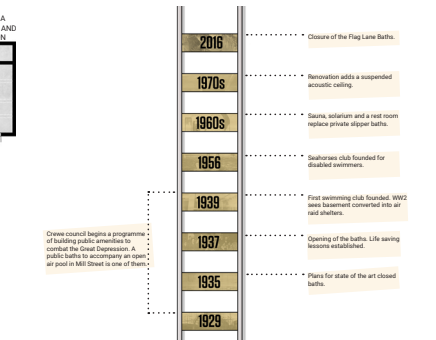 A
AND
N
2016
Closure of the Flag Lane Baths.
1970s
Renovation adds a suspended
acoustic ceiling.
1960s
Sauna, solarium and a rest room
replace private slipper baths.
1956
Seahorses club founded for
disabled swimmers.
1939
First swimming club founded. WW2
sees basement converted into air
raid shelters.
Crewe council begins a programme
of building public amenities to
combat the Great Depression. A
public baths to accompany an open
air pool in Mill Street is one of them.
1937
Opening of the baths. Life saving
lessons established.
1935
Plans for state of the art closed
baths.
1929